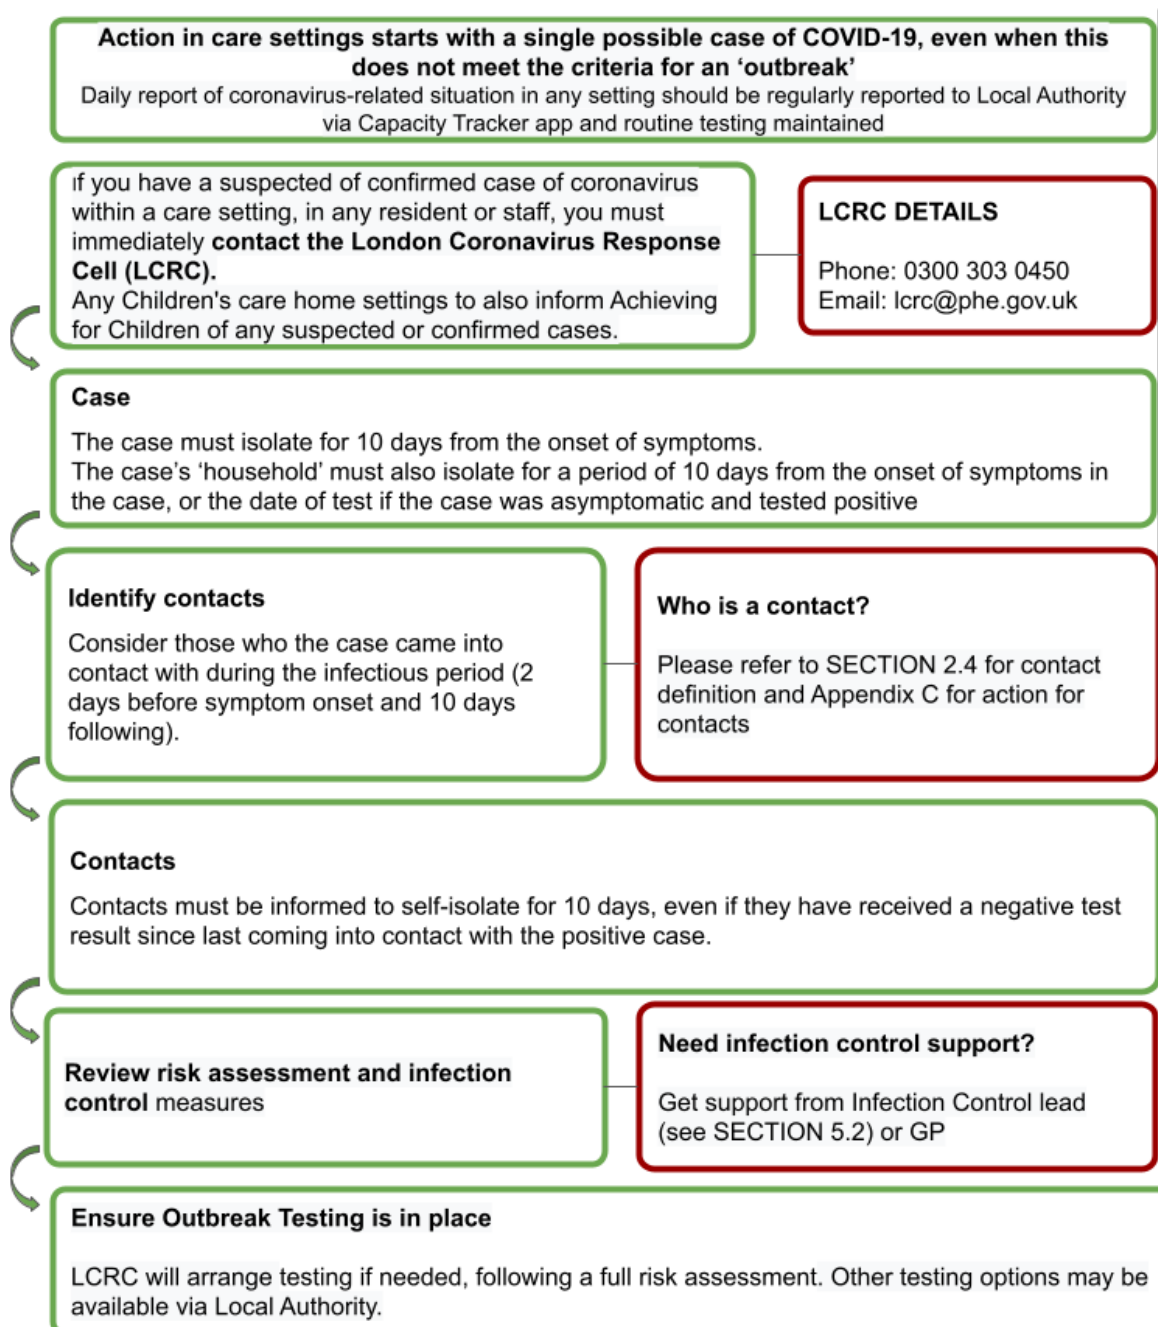 Action in care settings starts with a single possible case of COVID-19, even when this
does not meet the criteria for an ‘outbreak’
Daily report of coronavirus-related situation in any setting should be regularly reported to Local Authority
via Capacity Tracker app and routine testing maintained
If you have a suspected of confirmed case of coronavirus
within a care setting, in any resident or staff, you must
immediately contact the London Coronavirus Response
Cell (LCRC).
Any Children's care home settings to also inform Achieving
for Children of any suspected or confirmed cases.
LCRC DETAILS
Phone: 0300 303 0450
Email: lcrc@phe.gov.uk
Case
The case must isolate for 10 days from the onset of symptoms.
The case’s ‘household’ must also isolate for a period of 10 days from the onset of symptoms in
the case, or the date of test if the case was asymptomatic and tested positive
Identify contacts
Consider those who the case came into
contact with during the infectious period (2
days before symptom onset and 10 days
following).
Who is a contact?
Please refer to SECTION 2.4 for contact
definition and Appendix C for action for
contacts
Contacts
Contacts must be informed to self-isolate for 10 days, even if they have received a negative test
result since last coming into contact with the positive case.
Review risk assessment and infection
control measures
Need infection control support?
Get support from Infection Control lead
(see SECTION 5.2) or GP
Ensure Outbreak Testing is in place
LCRC will arrange testing if needed, following a full risk assessment. Other testing options may be
available via Local Authority.